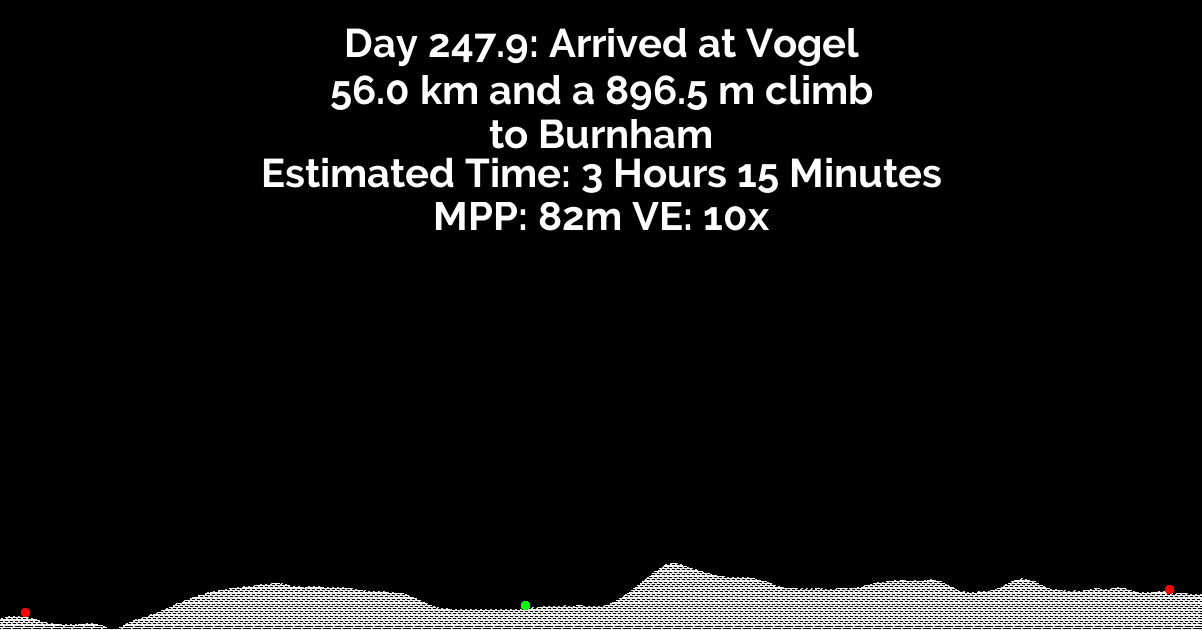 Day 247.9: Arrived at Vogel
56.0 km and a 896.5 m climb
to Burnham
Estimated Time: 3 Hours 15 Minutes
MPP: 82m VE: 10x